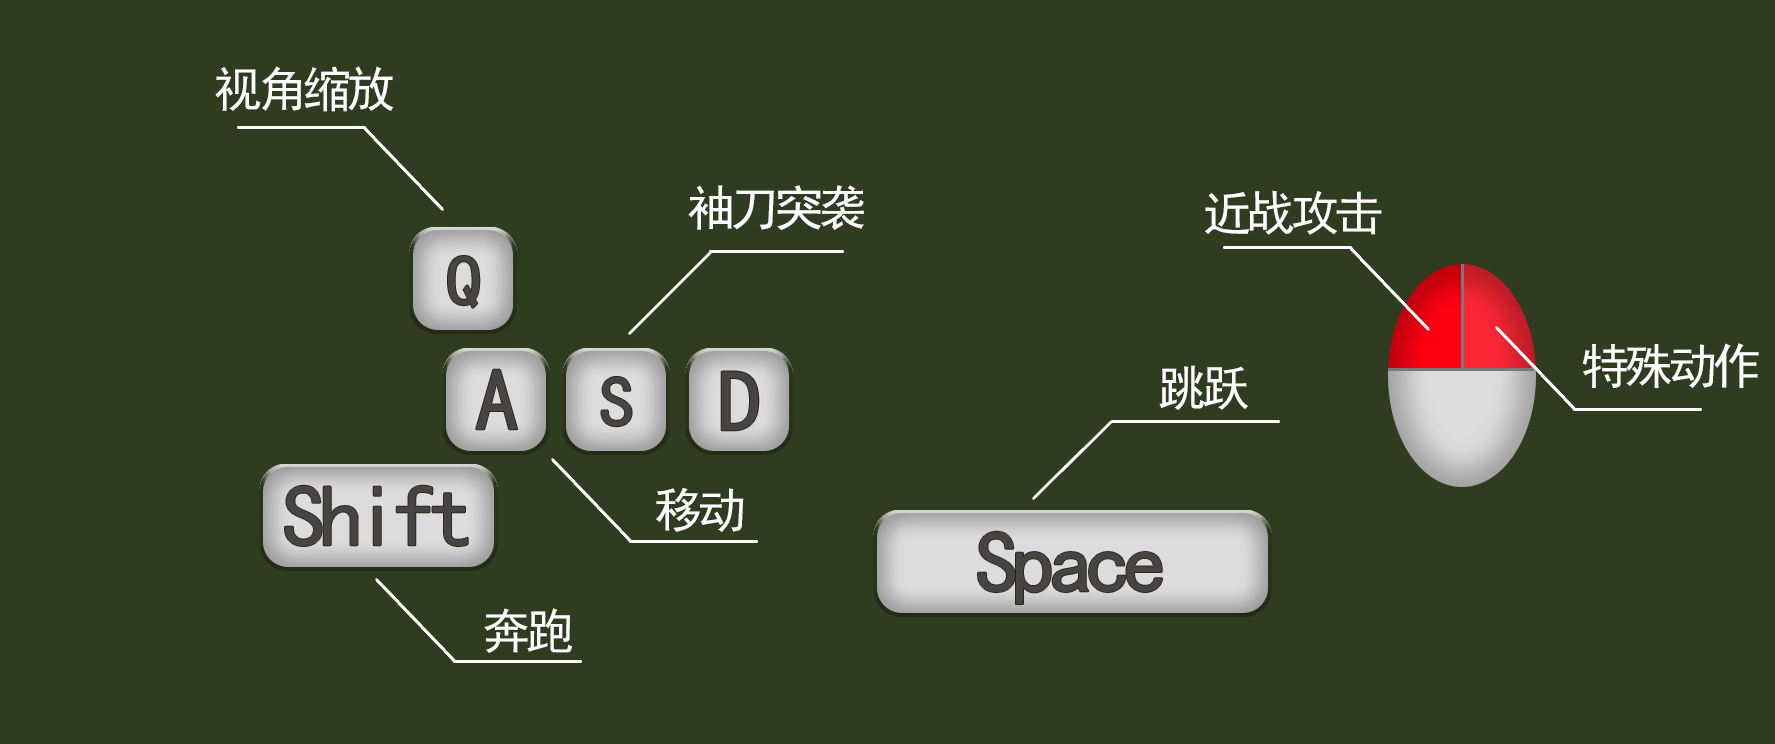 视角缩放
袖刀突袭
近战攻击
Q
特殊动作
A S D
跳跃
Shift
移动
Space
奔跑